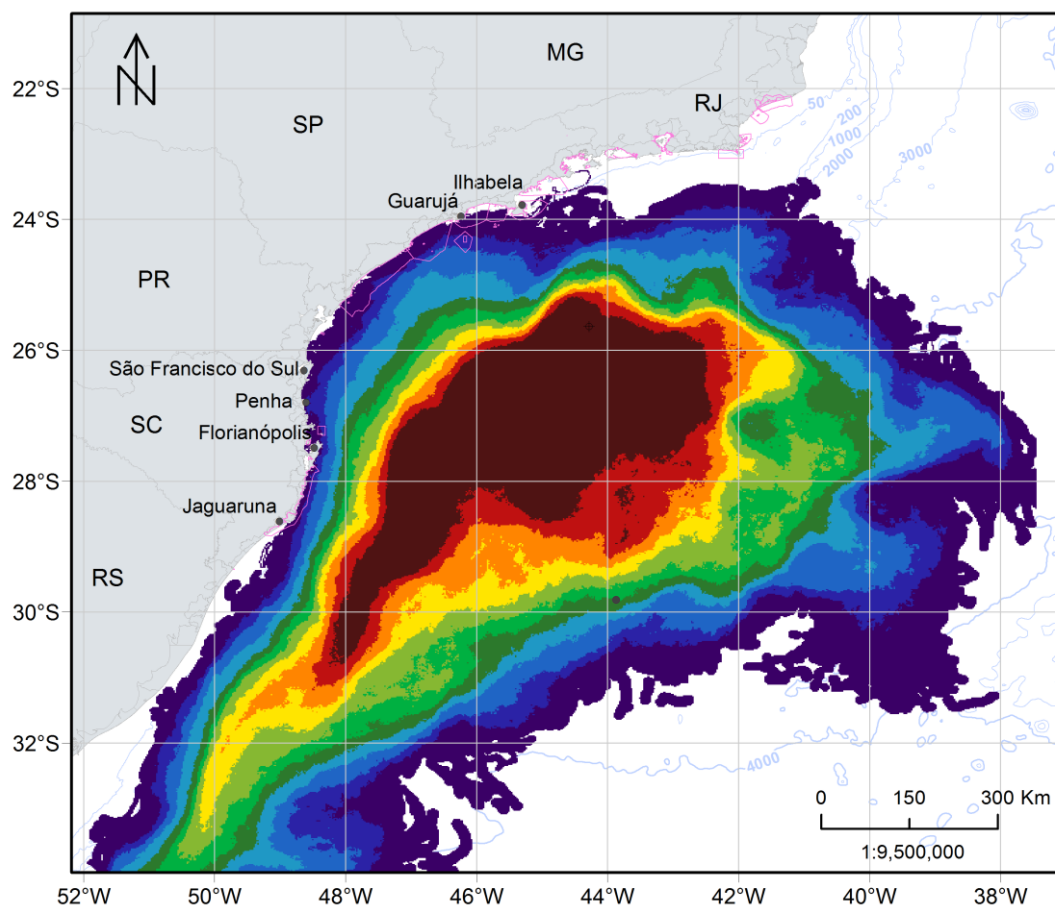 N
MG
22°S
RJ
50
200
1000
2000
3000
SP
Ilhabela
Guarujá
24°S
PR
26°S
São Francisco do Sul
Penha
SC
Florianópolis
28°S
Jaguaruna
RS
30°S
32°S
4000
0 150 300 Km
1:9,500,000
52°W 50°W 48°W 46°W 44°W 42°W 40°W 38°W